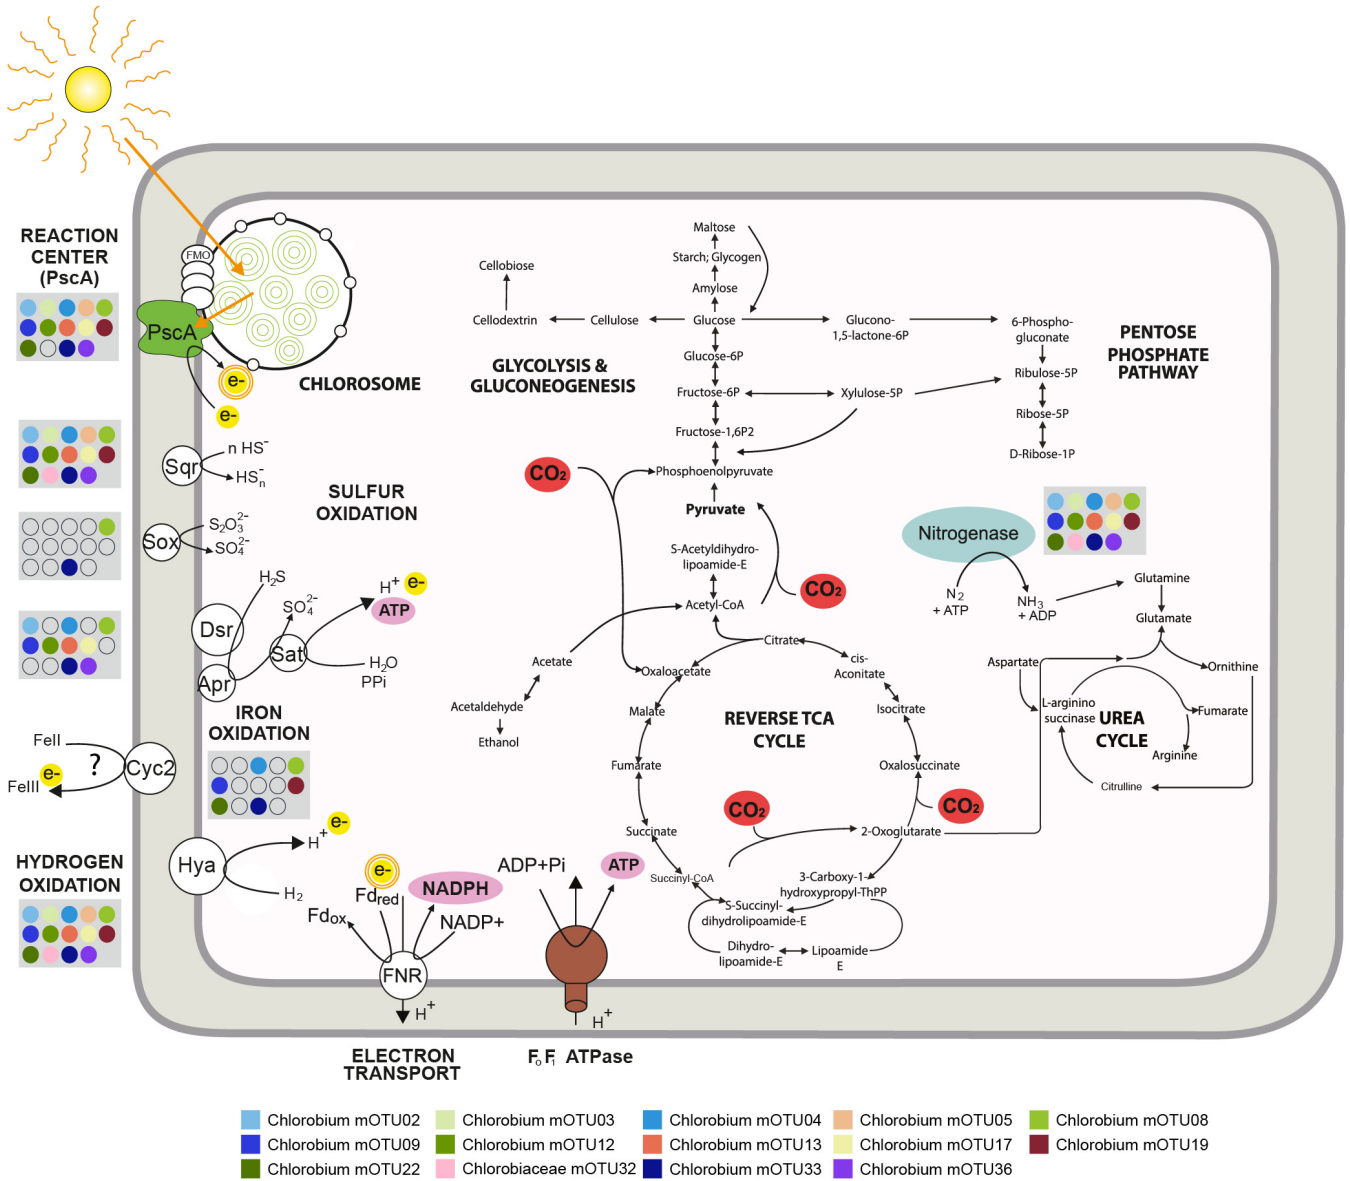 REACTION
CENTER
(PscA)
FMO
PscA
e-
e-
CHLOROSOME
Sqr
n HS-
HSn-
SULFUR
OXIDATION
Sox
S2O3 2-
SO4 2-
H2S
SO4 2-
H+ e-
ATP
Dsr
Sat
Apr
H2O
PPi
IRON
OXIDATION
FeII
?
Cyc2
e-
FeIII
HYDROGEN
OXIDATION
Hya
H+
e-
H2
e-
Fdred
Fdox
NADPH
NADP+
FNR
H+
ELECTRON
TRANSPORT
ADP+Pi
ATP
H+
FoF1 ATPase
Maltose
Starch; Glycogen
Amylose
Cellobiose
Cellodextrin
Cellulose
Glucose
Glucono-
1,5-lactone-6P
6-Phospho-
gluconate
PENTOSE
PHOSPHATE
PATHWAY
GLYCOLYSIS &
GLUCONEOGENESIS
Glucose-6P
Fructose-6P
Xylulose-5P
Ribulose-5P
Ribose-5P
D-Ribose-1P
Fructose-1,6P2
CO2
Phosphoenolpyruvate
Pyruvate
S-Acetyldihydro-
lipoamide-E
CO2
Acetyl-CoA
Nitrogenase
N2
+ ATP
NH3
+ ADP
Glutamine
Glutamate
Aspartate
Ornithine
L-arginino
succinase
UREA
CYCLE
Fumarate
Arginine
Citrulline
Citrate
cis-
Aconitate
Isocitrate
Oxalosuccinate
CO2
2-Oxoglutarate
CO2
REVERSE TCA
CYCLE
Acetate
Acetaldehyde
Ethanol
Oxaloacetate
Malate
Fumarate
Succinate
Succinyl-CoA
3-Carboxy-1-
hydroxypropyl-ThPP
S-Succinyl-
dihydrolipoamide-E
Dihydro-
lipoamide-E
Lipoamide
E
Chlorobium mOTU02 Chlorobium mOTU03 Chlorobium mOTU04 Chlorobium mOTU05 Chlorobium mOTU08
Chlorobium mOTU09 Chlorobium mOTU12 Chlorobium mOTU13 Chlorobium mOTU17 Chlorobium mOTU19
Chlorobium mOTU22 Chlorobiaceae mOTU32 Chlorobium mOTU33 Chlorobium mOTU36